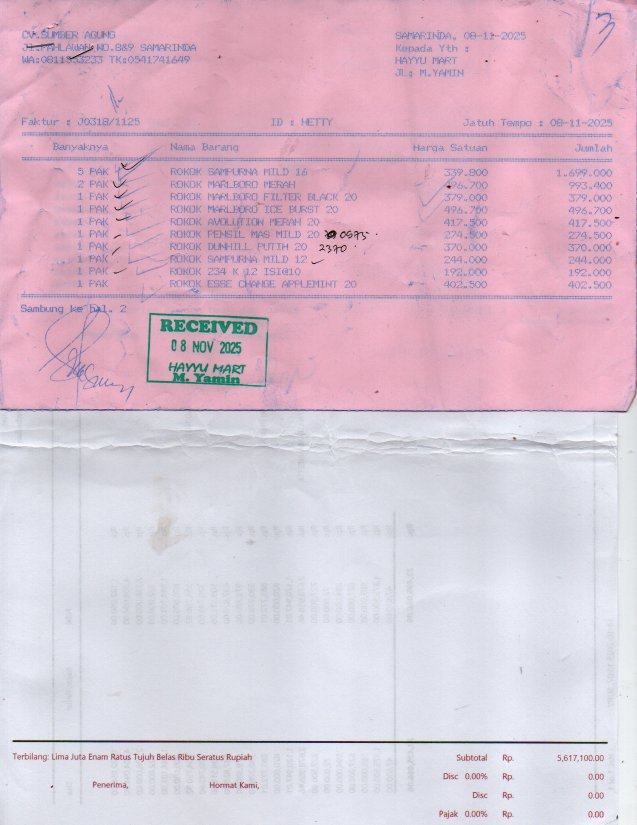 CV.SUMBER AGUNG
JL.PAHLAWAN NO.8&9 SAMARINDA
WA:0811553233 TK:0541741649
SAMARINDA, 08-11-2025
Kepada Yth :
HAYYU MART
JL: M.YAMIN
3
Faktur : J0318/1125 ID : HETTY Jatuh Tempo : 08-11-2025
Banyaknya Nama Barang Harga Satuan Jumlah
5 PAK ROKOK SAMPURNA MILD 16 339.800 1.699.000
2 PAK ROKOK MARLBORO MERAH 496.700 993.400
1 PAK ROKOK MARLBORO FILTER BLACK 20 379.000 379.000
1 PAK ROKOK MARLBORO ICE BURST 20 496.700 496.700
1 PAK ROKOK AVOLUTION MERAH 20 417.500 417.500
1 PAK ROKOK PENSIL MAS MILD 20 0575 274.500 274.500
1 PAK ROKOK DUNHILL PUTIH 20 2370 370.000 370.000
1 PAK ROKOK SAMPURNA MILD 12 244.000 244.000
1 PAK ROKOK 234 K 12 ISI@10 192.000 192.000
1 PAK ROKOK ESSE CHANGE APPLEMINT 20 402.500 402.500
Sambung ke hal. 2
RECEIVED
08 NOV 2025
HAYYU MART
M. Yamin
Terbilang: Lima Juta Enam Ratus Tujuh Belas Ribu Seratus Rupiah
Subtotal Rp. 5,617,100.00
Disc 0.00% Rp. 0.00
Penerima, Hormat Kami,
Disc Rp. 0.00
Pajak 0.00% Rp. 0.00